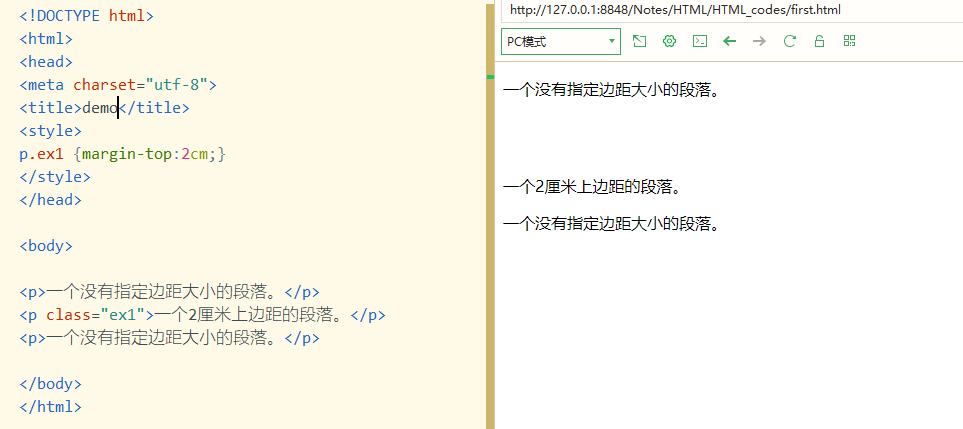 <!DOCTYPE html>
<html>
<head>
<meta charset="utf-8">
<title>demo</title>
<style>
p.ex1 {margin-top:2cm;}
</style>
</head>
<body>
<p>一个没有指定边距大小的段落。</p>
<p class="ex1">一个2厘米上边距的段落。</p>
<p>一个没有指定边距大小的段落。</p>
</body>
</html>
http://127.0.0.1:8848/Notes/HTML/HTML_codes/first.html
PC模式
一个没有指定边距大小的段落。
一个2厘米上边距的段落。
一个没有指定边距大小的段落。